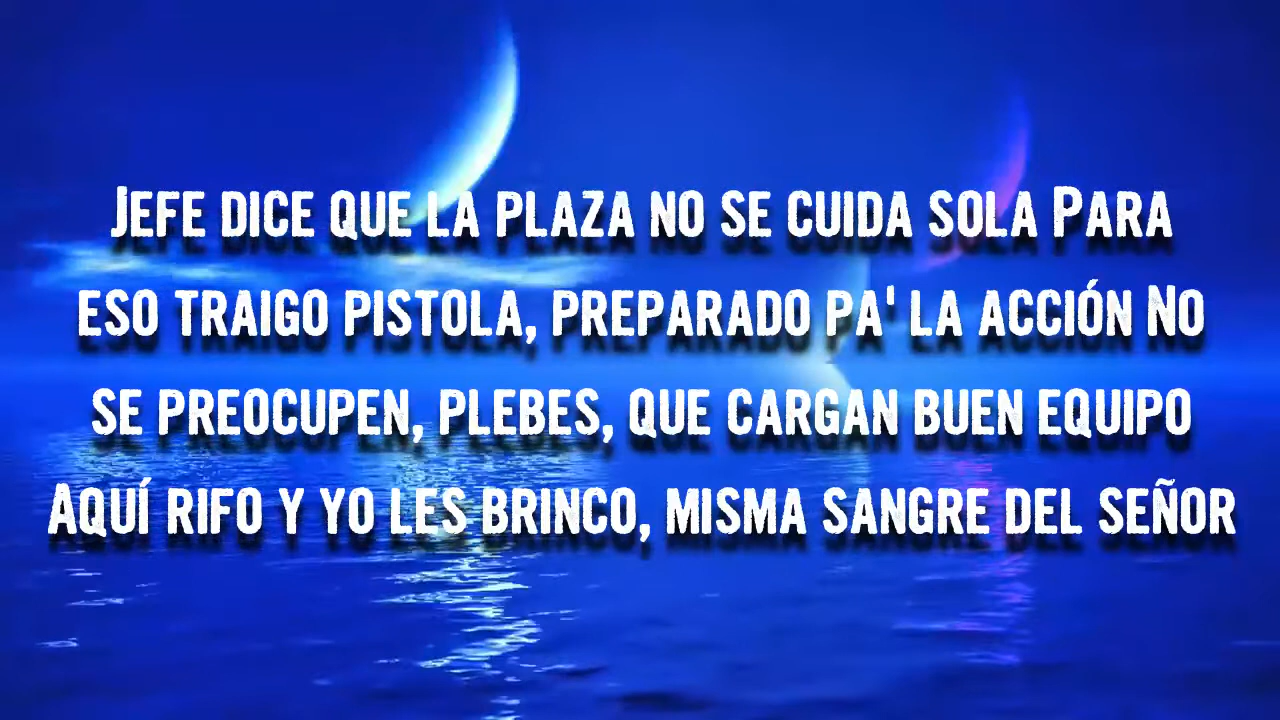 Jefe dice que la plaza no se cuida sola Para
eso traigo pistola, preparado pa' la acción No
se preocupen, plebes, que cargan buen equipo
Aquí rifo y yo les brinco, misma sangre del señor